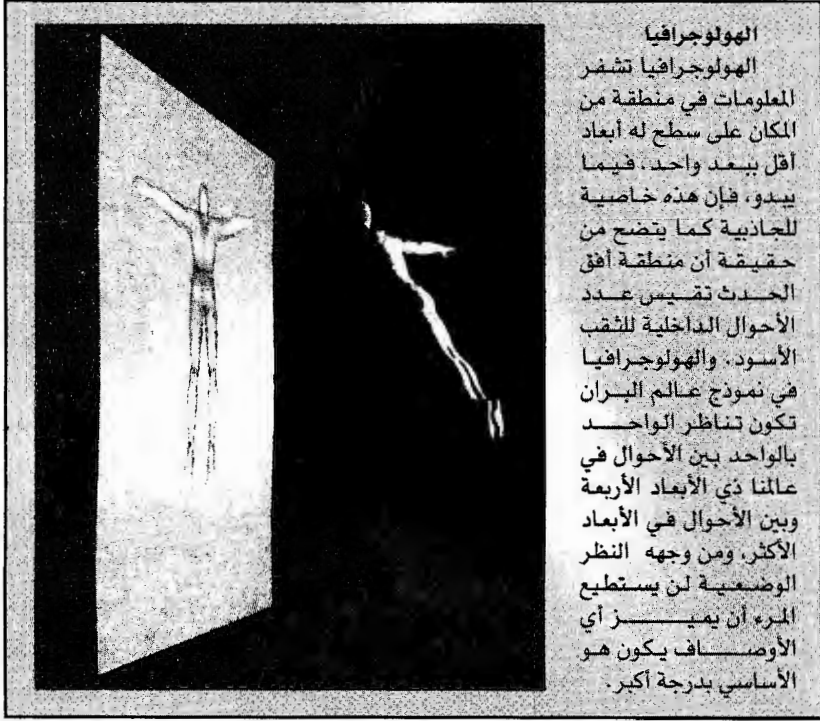 الهولوجرافيا
الهولوجرافيا تشفر
المعلومات في منطقة من
المكان على سطح له أبعاد
أقل ببعد واحد. فيما
يبدو، فإن هذه خاصية
للجاذبية كما يتضح من
حقيقة أن منطقة أفق
الحدث تقيس عدد
الأحوال الداخلية للثقب
الأسود. والهولوجرافيا
في نموذج عالم البران
تكون تناظر الواحد
بالواحد بين الأحوال في
عالمنا ذي الأبعاد الأربعة
وبين الأحوال في الأبعاد
الأكثر، ومن وجهه النظر
الوضعية لن يستطيع
المرء أن يميز أي
الأوصاف يكون هو
الأساسي بدرجة أكبر.